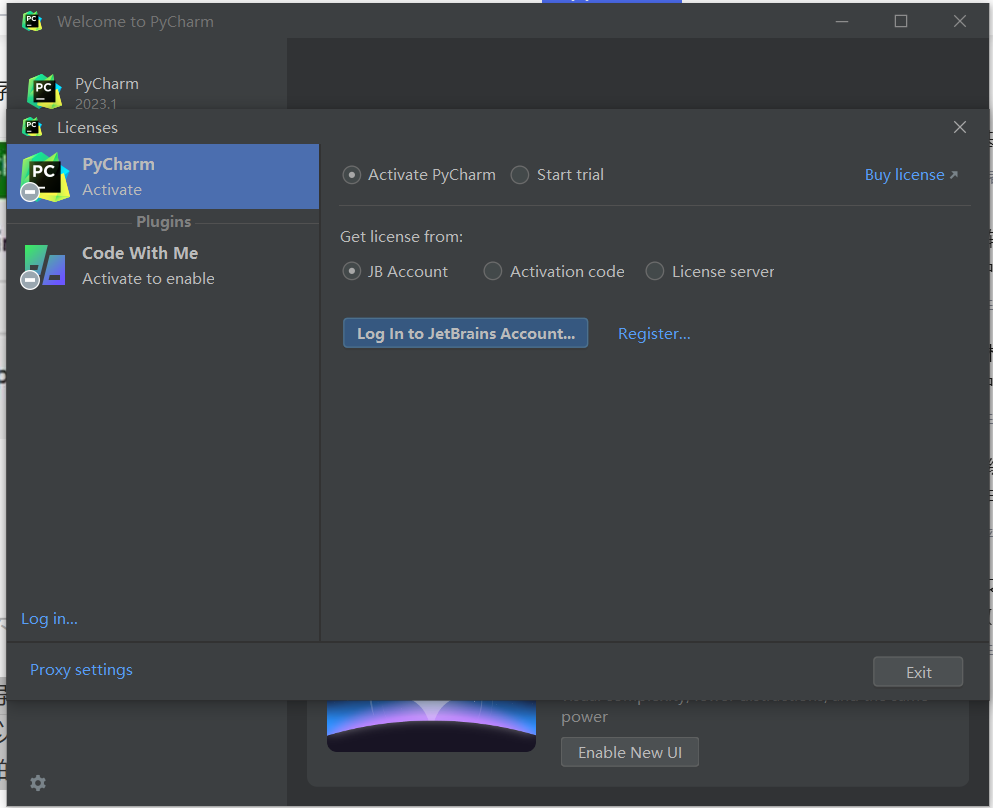 Welcome to PyCharm
PyCharm
2023.1
Licenses
PyCharm
Activate
Plugins
Code With Me
Activate to enable
Log in...
Activate PyCharm Start trial Buy license
Get license from:
JB Account Activation code License server
Log In to JetBrains Account... Register...
Proxy settings
Exit
power
Enable New UI